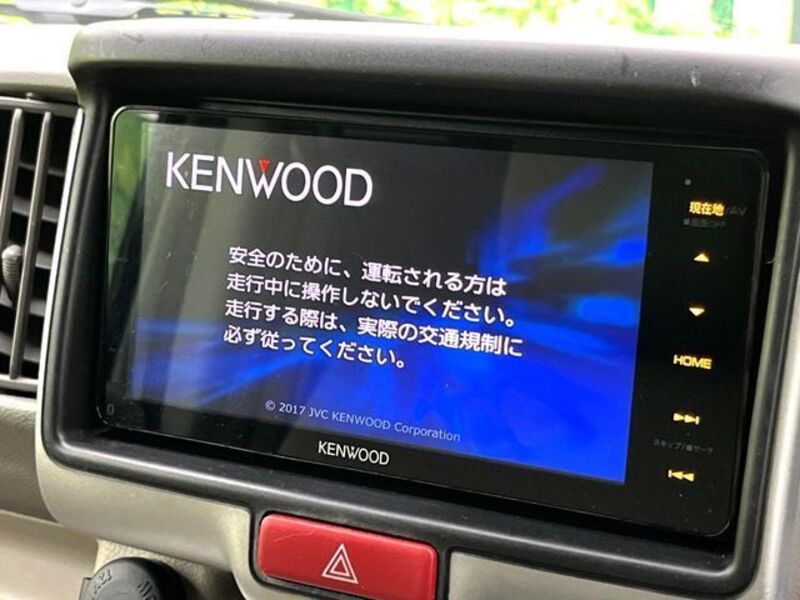 KENWOOD
安全のために、運転される方は
走行中に操作しないでください。
走行する際は、実際の交通規制に
必ず従ってください。
© 2017 JVC KENWOOD Corporation
KENWOOD
現在地/AV
HOME